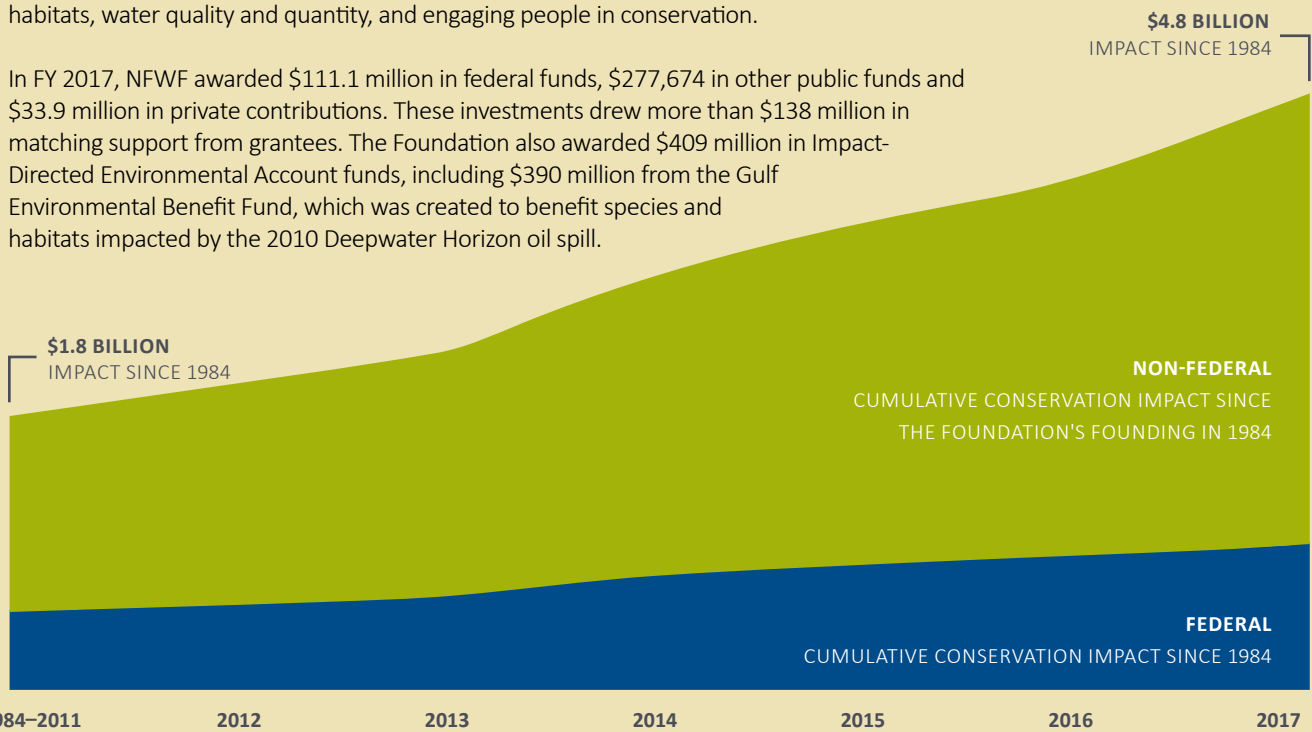 habitats, water quality and quantity, and engaging people in conservation.
$4.8 BILLION
IMPACT SINCE 1984
In FY 2017, NFWF awarded $111.1 million in federal funds, $277,674 in other public funds and
$33.9 million in private contributions. These investments drew more than $138 million in
matching support from grantees. The Foundation also awarded $409 million in Impact-
Directed Environmental Account funds, including $390 million from the Gulf
Environmental Benefit Fund, which was created to benefit species and
habitats impacted by the 2010 Deepwater Horizon oil spill.
$1.8 BILLION
IMPACT SINCE 1984
NON-FEDERAL
CUMULATIVE CONSERVATION IMPACT SINCE
THE FOUNDATION'S FOUNDING IN 1984
FEDERAL
CUMULATIVE CONSERVATION IMPACT SINCE 1984
984–2011 2012 2013 2014 2015 2016 2017